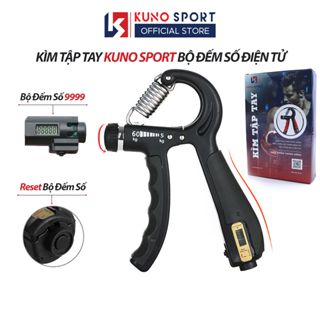 KUNO SPORT
OFFICIAL STORE
KÌM TẬP TAY KUNO SPORT BỘ ĐẾM SỐ ĐIỆN TỬ
Bộ Đếm Số 9999
Reset Bộ Đếm Số
60 5
kg kg
KÌM TẬP TAY